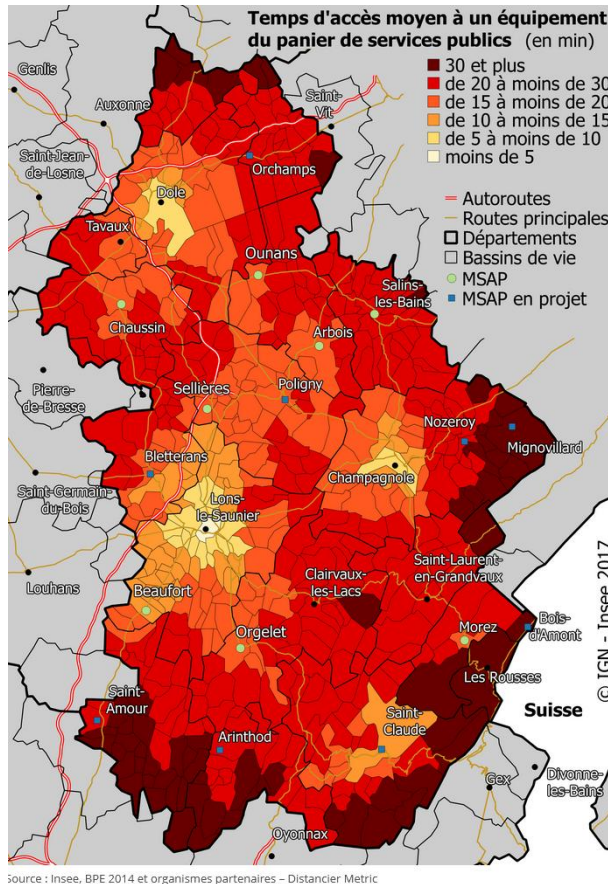 Temps d'accès moyen à un équipement
du panier de services publics (en min)
30 et plus
de 20 à moins de 30
de 15 à moins de 20
de 10 à moins de 15
de 5 à moins de 10
moins de 5
Autoroutes
Routes principales
Départements
Bassins de vie
MSAP
MSAP en projet
Genlis
Auxonne
Saint-
Vit
Saint-Jean-
de-Losne
Orchamps
Dole
Tavaux
Ounans
Salins-
les-Bains
Chaussin
Arbois
Pierre-
de-Bresse
Sellières
Poligny
Nozeroy
Mignovillard
Bletterans
Champagnole
Saint-Germain-
du-Bois
Lons-
le-Saunier
Saint-Laurent-
en-Grandvaux
Louhans
Clairvaux-
les-Lacs
Beaufort
Bois-
d'Amont
Morez
Orgelet
Les Rousses
© IGN - Insee 2017
Saint-
Amour
Saint-
Claude
Suisse
Arinthod
Gex
Divonne-
les-Bains
Oyonnax
Source : Insee, BPE 2014 et organismes partenaires – Distancier Metric